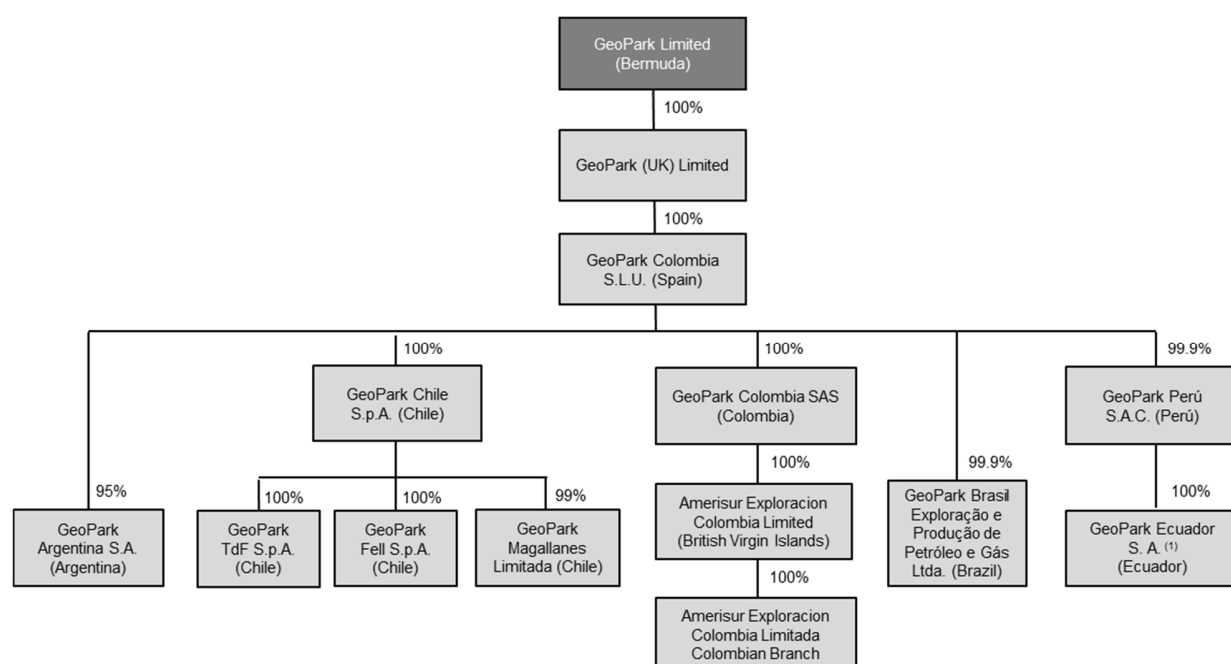 GeoPark Limited
(Bermuda)
100%
GeoPark (UK) Limited
100%
GeoPark Colombia
S.L.U. (Spain)
100%
100%
99.9%
GeoPark Chile
S.p.A. (Chile)
GeoPark Colombia SAS
(Colombia)
GeoPark Perú
S.A.C. (Perú)
95%
100%
100%
99%
100%
99.9%
100%
GeoPark
Argentina S.A.
(Argentina)
GeoPark
TdF S.p.A.
(Chile)
GeoPark
Fell S.p.A.
(Chile)
GeoPark
Magallanes
Limitada (Chile)
Amerisur Exploracion
Colombia Limited
(British Virgin Islands)
GeoPark Brasil
Exploração e
Produção de
Petróleo e Gás
Ltda. (Brazil)
GeoPark Ecuador
S. A. (1)
(Ecuador)
100%
Amerisur Exploracion
Colombia Limitada
Colombian Branch